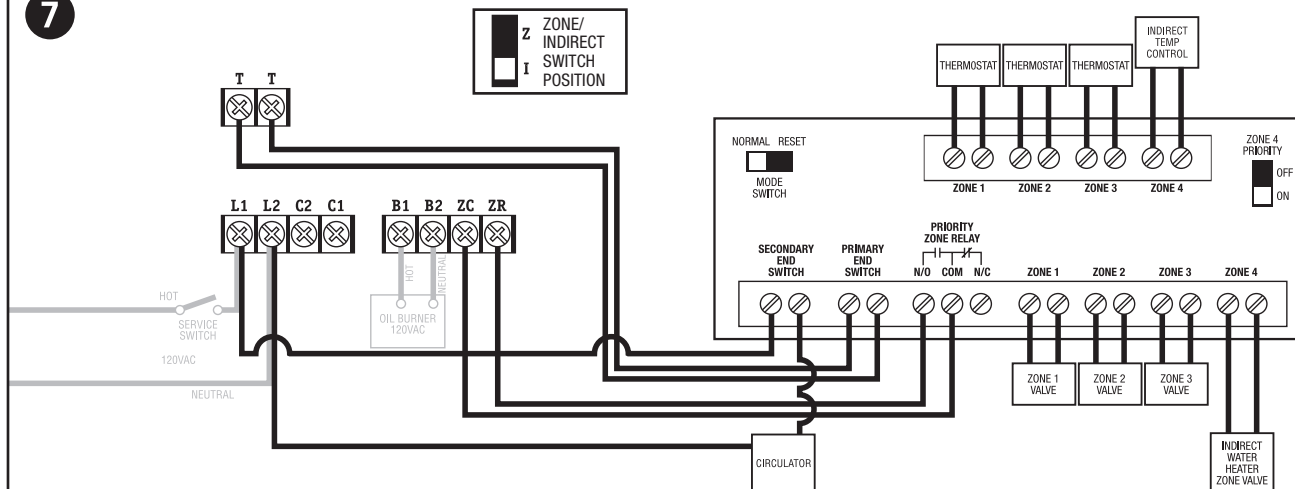 7
Z ZONE/
INDIRECT
I SWITCH
POSITION
T T
L1 L2 C2 C1
B1 B2 ZC ZR
HOT
SERVICE
SWITCH
120VAC
NEUTRAL
HOT
NEUTRAL
OIL BURNER
120VAC
THERMOSTAT
THERMOSTAT
THERMOSTAT
INDIRECT
TEMP
CONTROL
NORMAL RESET
MODE
SWITCH
ZONE 1 ZONE 2 ZONE 3 ZONE 4
ZONE 4
PRIORITY
OFF
ON
SECONDARY
END
SWITCH
PRIMARY
END
SWITCH
PRIORITY
ZONE RELAY
N/O COM N/C
ZONE 1 ZONE 2 ZONE 3 ZONE 4
ZONE 1
VALVE
ZONE 2
VALVE
ZONE 3
VALVE
CIRCULATOR
INDIRECT
WATER
HEATER
ZONE VALVE